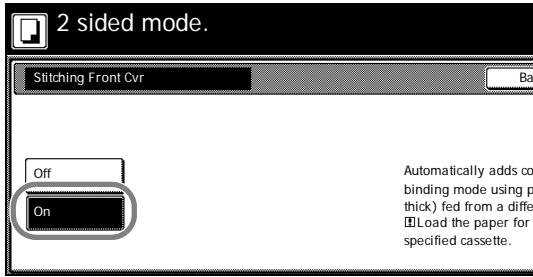 2 sided mode.
Stitching Front Cvr
Ba
Off
Automatically adds co
binding mode using p
thick) fed from a diffe
On
Load the paper for
specified cassette.